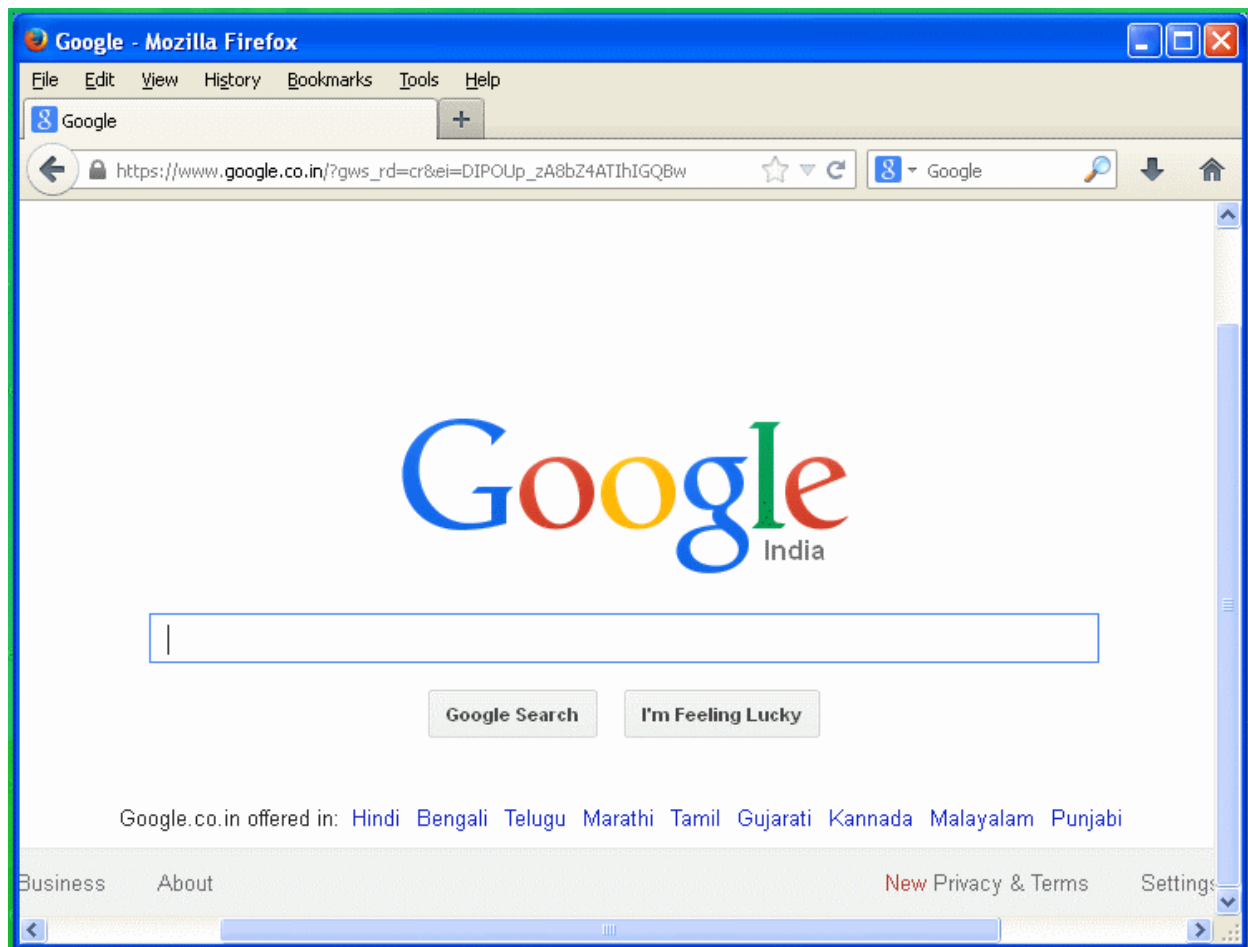 Google - Mozilla Firefox
File Edit View History Bookmarks Tools Help
Google
https://www.google.co.in/?gws_rd=cr&ei=DIPOUp_zA8bZ4ATIhIGQBw Google
Google
India
Google Search I'm Feeling Lucky
Google.co.in offered in: Hindi Bengali Telugu Marathi Tamil Gujarati Kannada Malayalam Punjabi
Business About New Privacy & Terms Settings